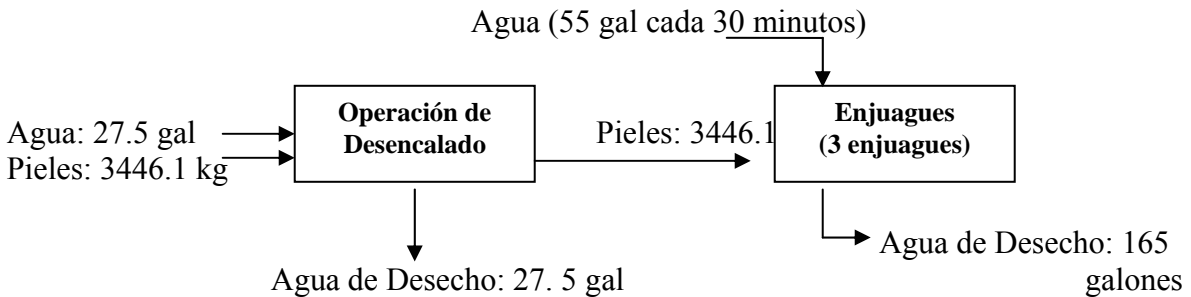 Agua (55 gal cada 30 minutos)
Operación de
Desencalado
Enjuagues
(3 enjuagues)
Agua: 27.5 gal
Pieles: 3446.1 kg
Pieles: 3446.1
Agua de Desecho: 27. 5 gal
Agua de Desecho: 165
galones